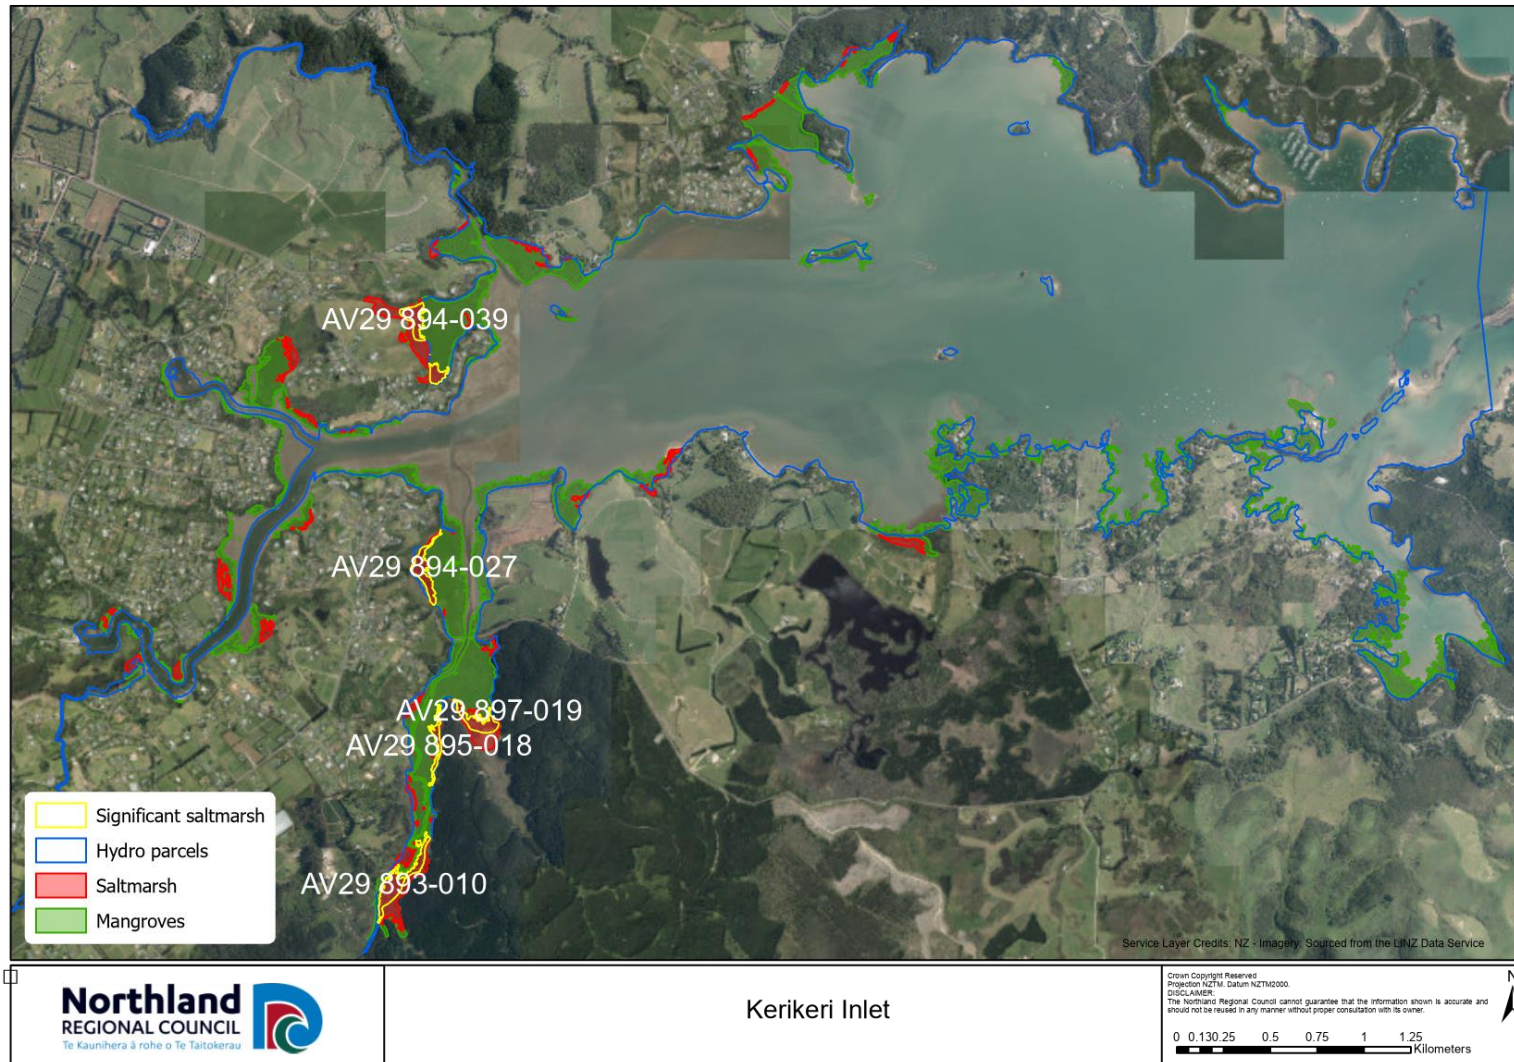 AV29 894-039
AV29 894-027
AV29 897-019
AV29 895-018
AV29 893-010
Significant saltmarsh
Hydro parcels
Saltmarsh
Mangroves
Service Layer Credits: NZ - Imagery: Sourced from the LINZ Data Service
Northland
REGIONAL COUNCIL
Te Kaunihera ā rohe o Te Taitokerau
Kerikeri Inlet
Crown Copyright Reserved
Projection NZTM. Datum NZTM2000.
DISCLAIMER:
The Northland Regional Council cannot guarantee that the information shown is accurate and
should not be reused in any manner without proper consultation with its owner.
N
0 0.130.25 0.5 0.75 1 1.25
Kilometers